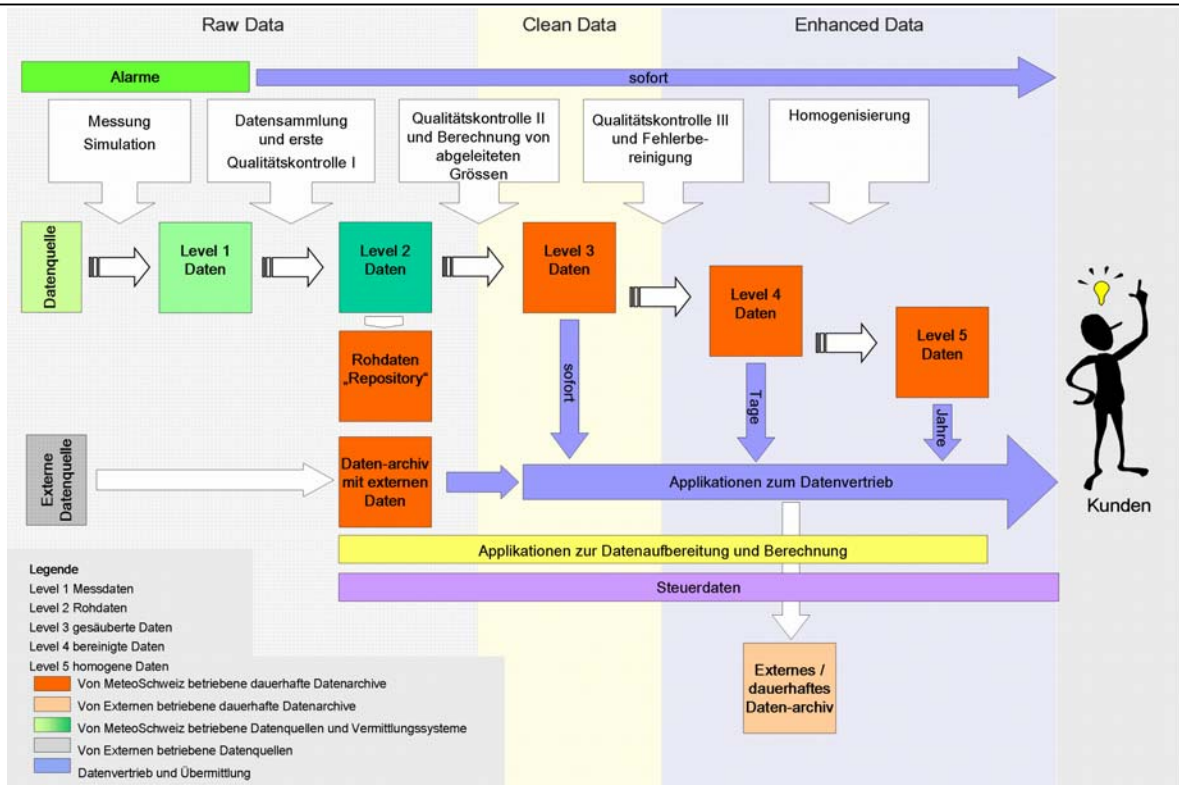 Raw Data
Clean Data
Enhanced Data
Alarme
sofort
Messung
Simulation
Datensammlung
und erste
Qualitätskontrolle I
Qualitätskontrolle II
und Berechnung von
abgeleiteten
Grössen
Qualitätskontrolle III
und Fehlerbe-
reinigung
Homogenisierung
Datenquelle
Level 1
Daten
Level 2
Daten
Level 3
Daten
Level 4
Daten
Level 5
Daten
Rohdaten
„Repository“
sofort
Tage
Jahre
Externe
Datenquelle
Daten-archiv
mit externen
Daten
Applikationen zum Datenvertrieb
Kunden
Applikationen zur Datenaufbereitung und Berechnung
Steuerdaten
Externes /
dauerhaftes
Daten-archiv
Legende
Level 1 Messdaten
Level 2 Rohdaten
Level 3 gesäuberte Daten
Level 4 bereinigte Daten
Level 5 homogene Daten
Von MeteoSchweiz betriebene dauerhafte Datenarchive
Von Externen betriebene dauerhafte Datenarchive
Von MeteoSchweiz betriebene Datenquellen und Vermittlungssysteme
Von Externen betriebene Datenquellen
Datenvertrieb und Übermittlung